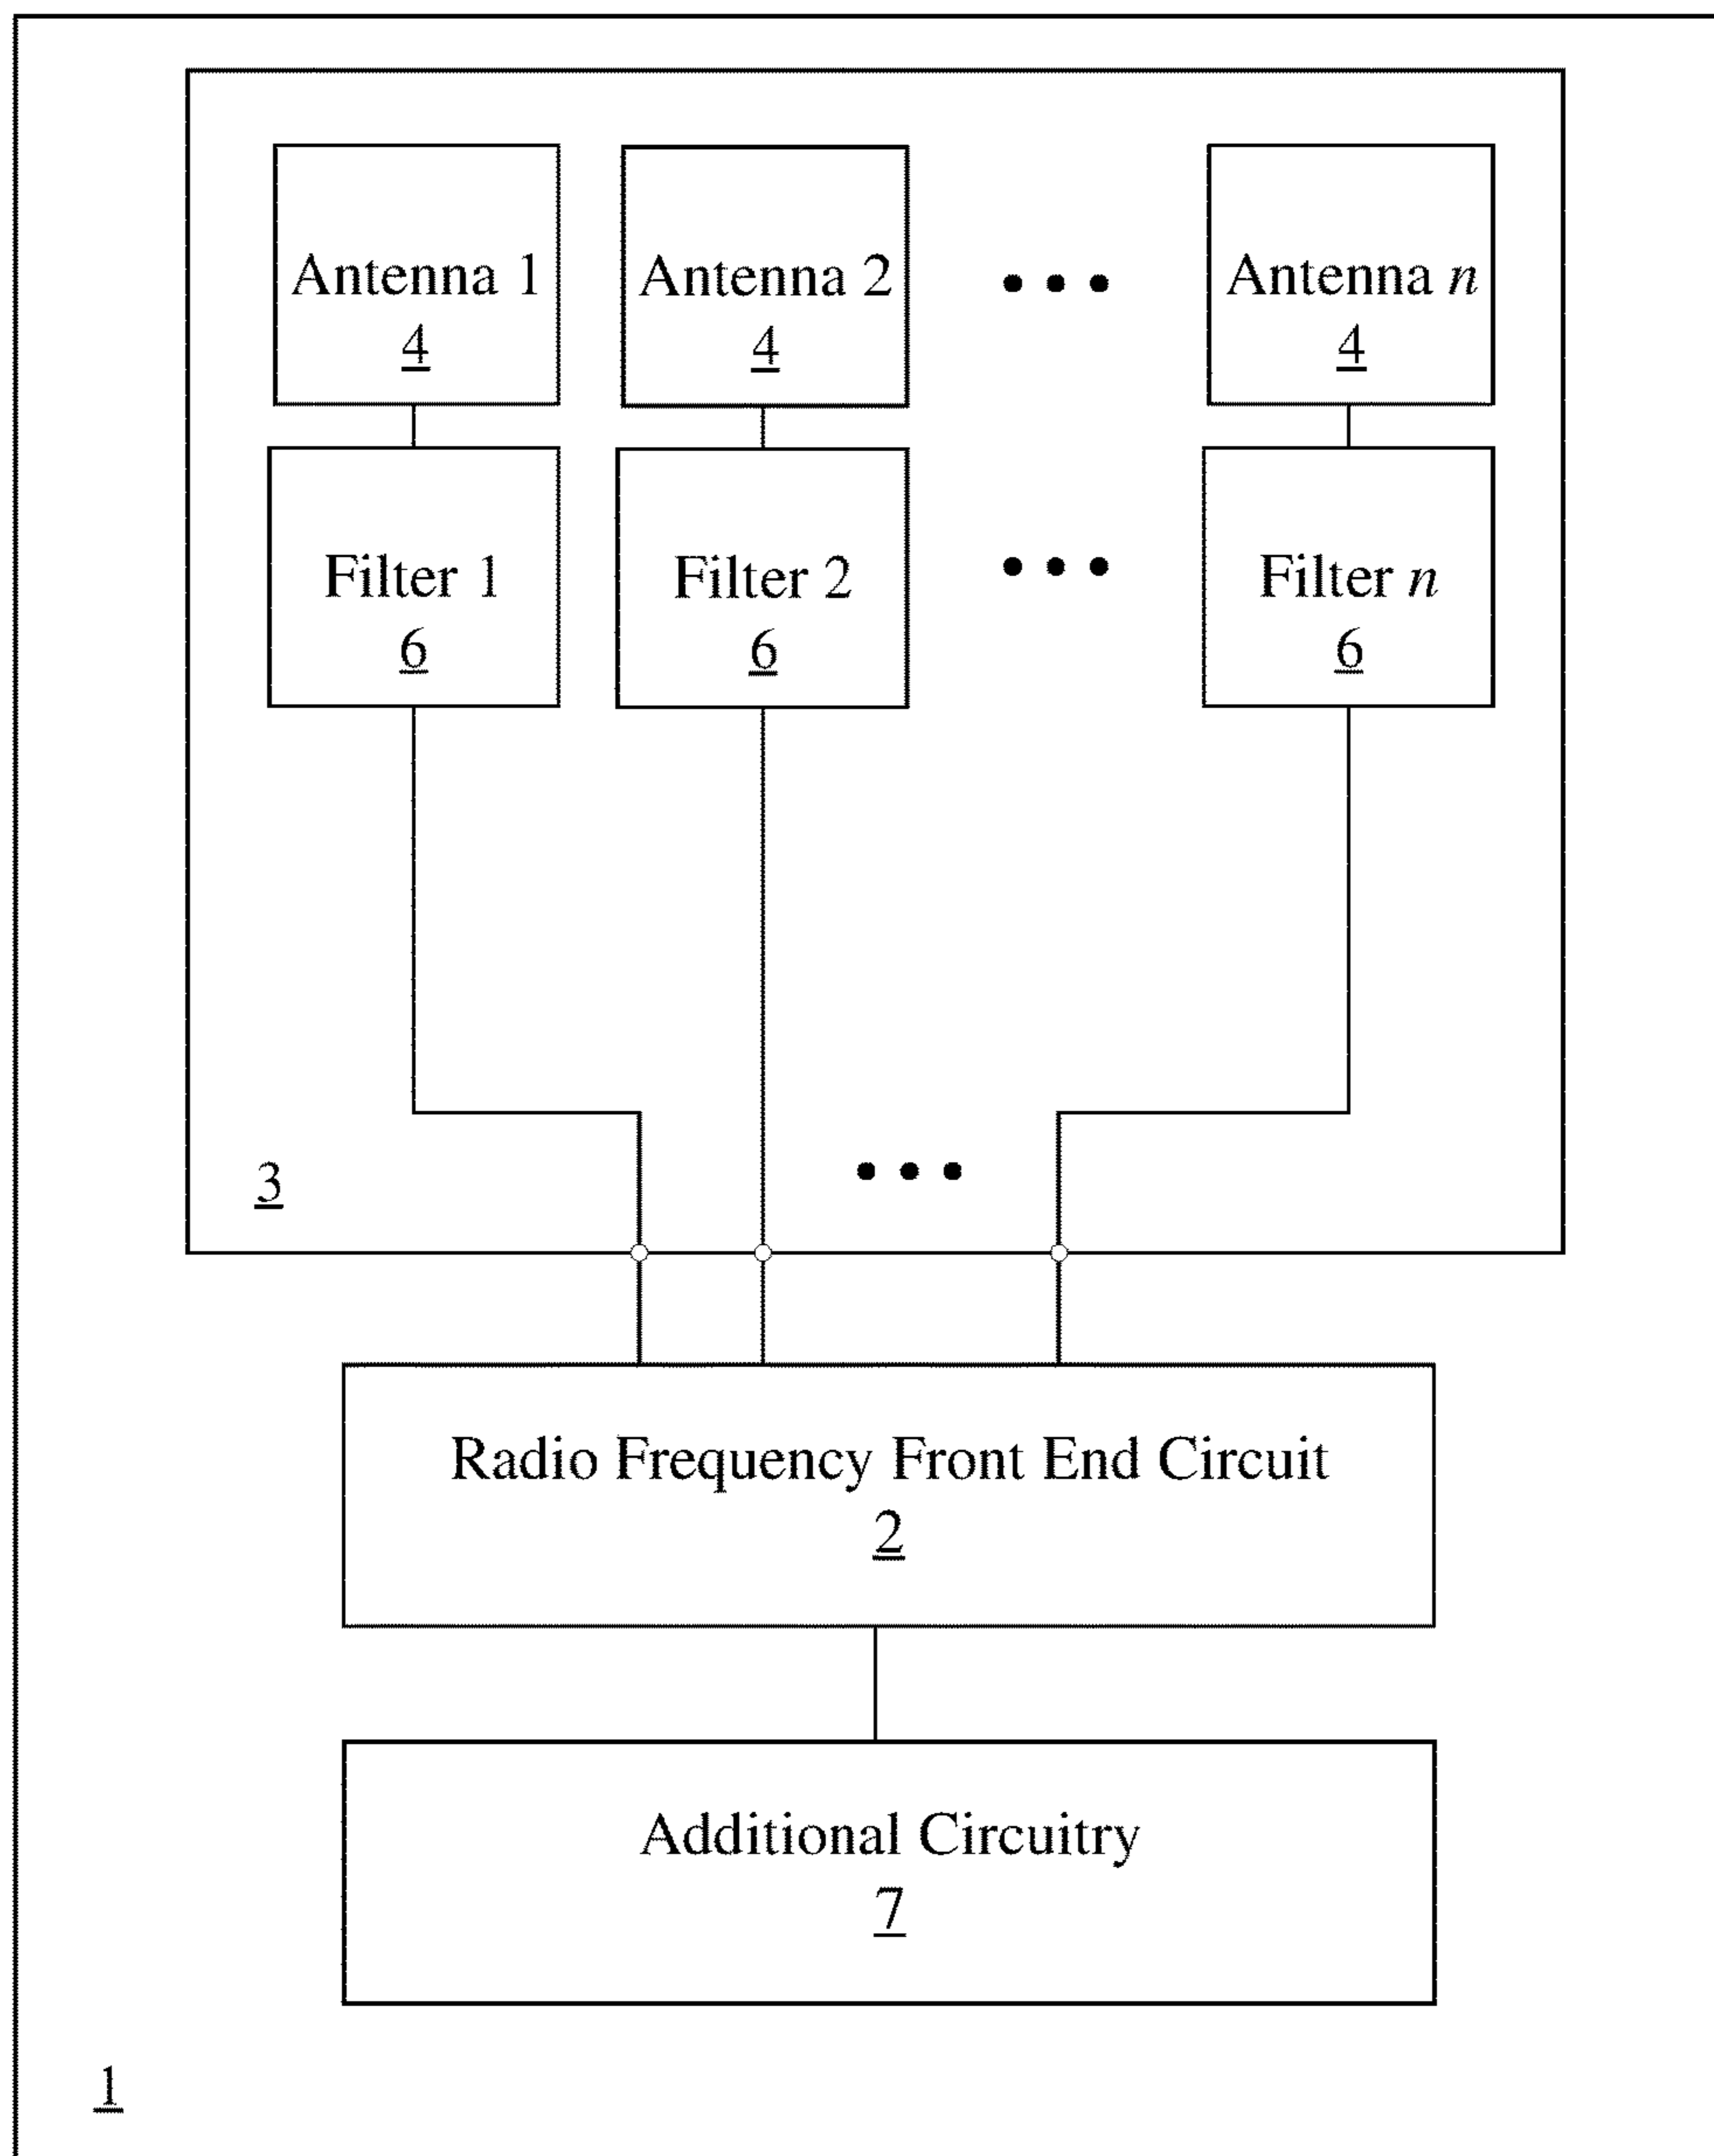 Antenna 1
4
Antenna 2
4
• • •
Antenna n
4
Filter 1
6
Filter 2
6
• • •
Filter n
6
3
• • •
Radio Frequency Front End Circuit
2
Additional Circuitry
7
1